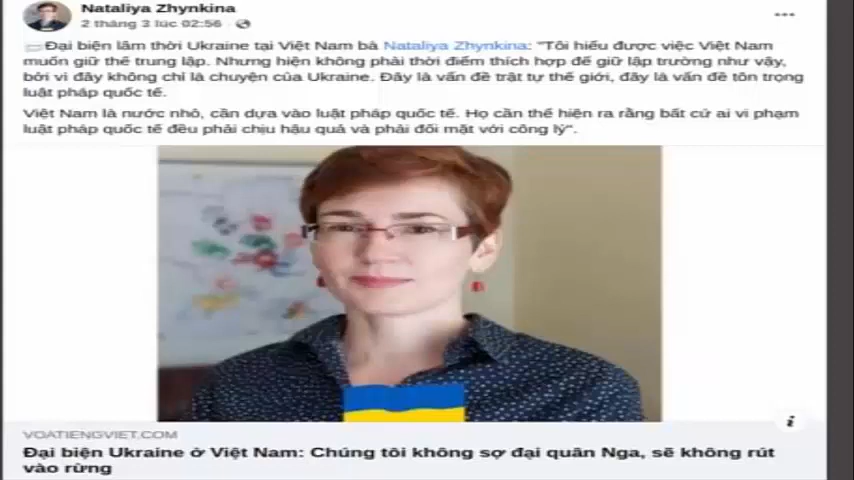 Nataliya Zhynkina
2 tháng 3 lúc 02:56
Đại biện lâm thời Ukraine tại Việt Nam bà Nataliya Zhynkina: "Tôi hiểu được việc Việt Nam
muốn giữ thế trung lập. Nhưng hiện không phải thời điểm thích hợp để giữ lập trường như vậy,
bởi vì đây không chỉ là chuyện của Ukraine. Đây là vấn đề trật tự thế giới, đây là vấn đề tôn trọng
luật pháp quốc tế.
Việt Nam là nước nhỏ, cần dựa vào luật pháp quốc tế. Họ cần thể hiện ra rằng bất cứ ai vi phạm
luật pháp quốc tế đều phải chịu hậu quả và phải đối mặt với công lý".
VOATIENGVIET.COM
Đại biện Ukraine ở Việt Nam: Chúng tôi không sợ đại quân Nga, sẽ không rút
vào rừng